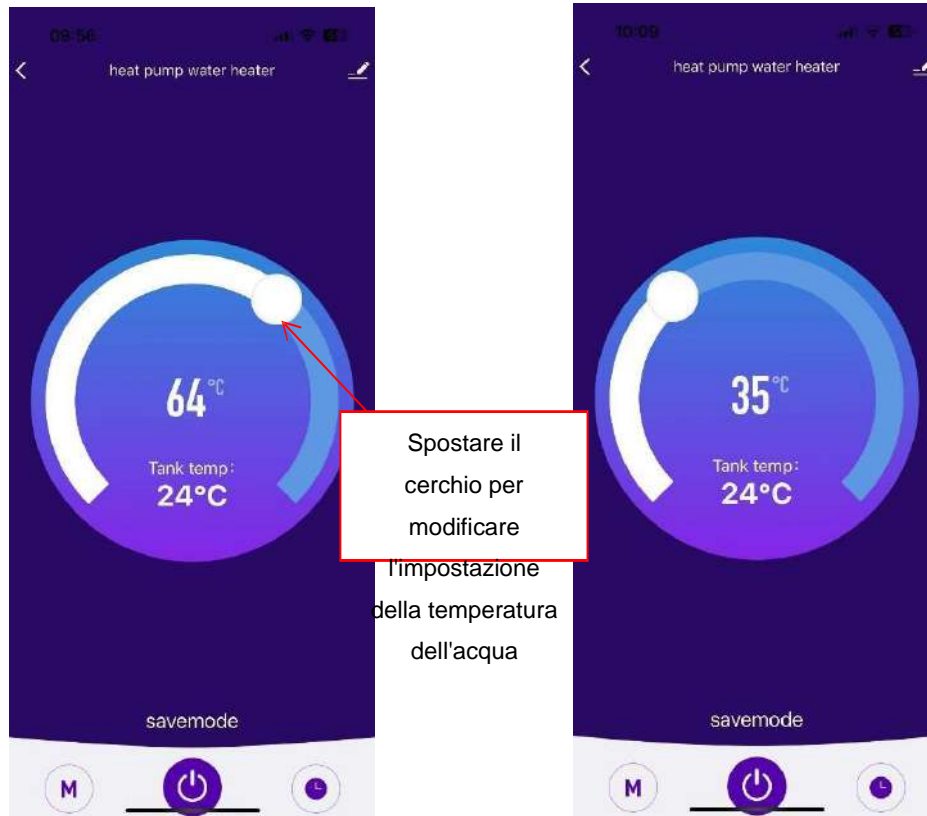 09:56
heat pump water heater
64°C
Tank temp:
24°C
savemode
M
Spostare il
cerchio per
modificare
l'impostazione
della temperatura
dell'acqua
10:09
heat pump water heater
35°C
Tank temp:
24°C
savemode
M